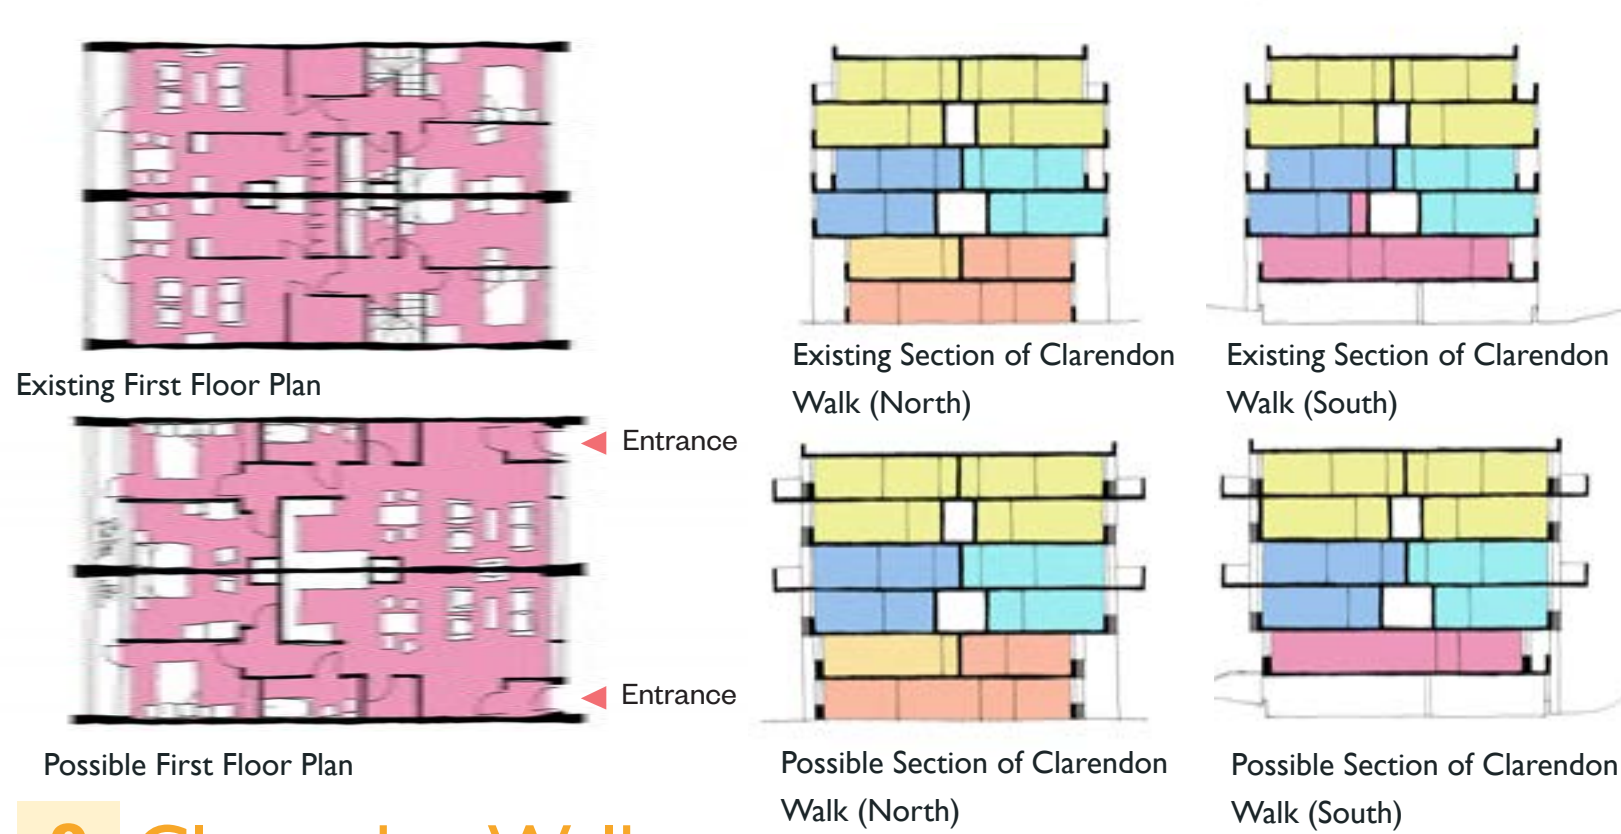 Existing First Floor Plan
Entrance
Entrance
Possible First Floor Plan
Existing Section of Clarendon
Walk (North)
Existing Section of Clarendon
Walk (South)
Possible Section of Clarendon
Walk (North)
Possible Section of Clarendon
Walk (South)